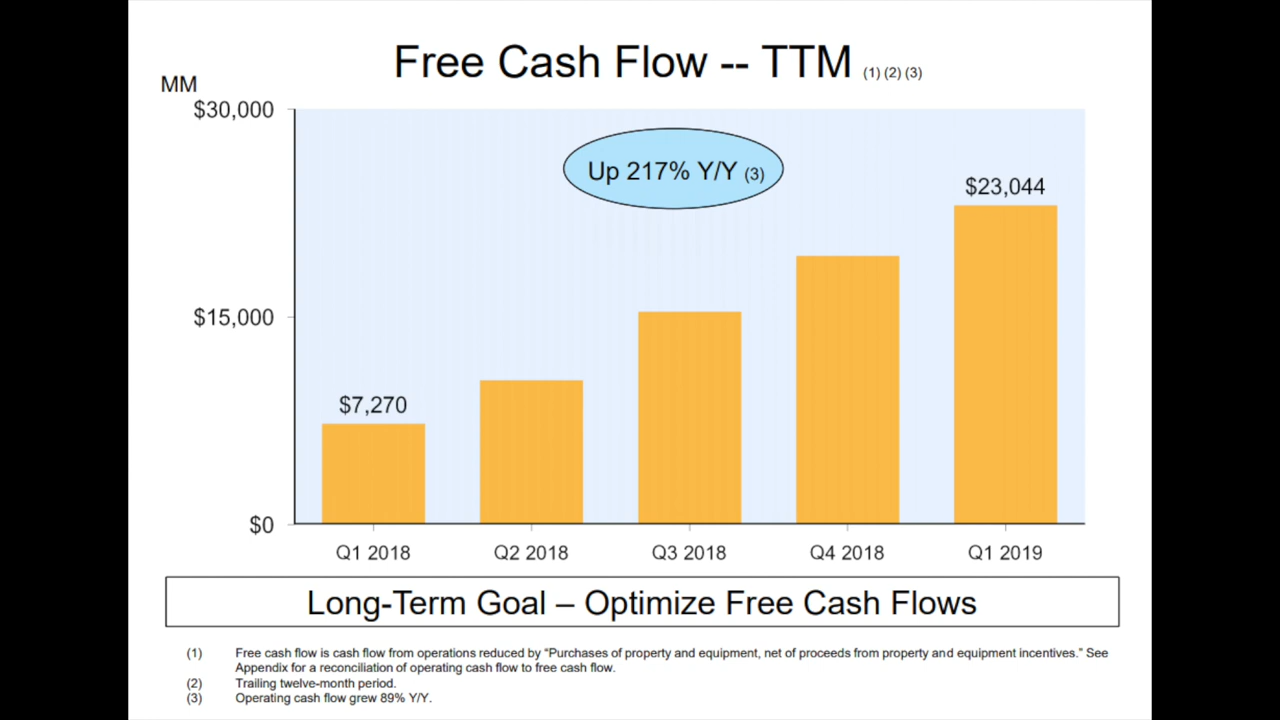 Free Cash Flow -- TTM (1) (2) (3)
MM
$30,000
Up 217% Y/Y (3)
$23,044
$15,000
$7,270
$0
Q1 2018 Q2 2018 Q3 2018 Q4 2018 Q1 2019
Long-Term Goal – Optimize Free Cash Flows
(1) Free cash flow is cash flow from operations reduced by “Purchases of property and equipment, net of proceeds from property and equipment incentives.” See
Appendix for a reconciliation of operating cash flow to free cash flow.
(2) Trailing twelve-month period.
(3) Operating cash flow grew 89% Y/Y.